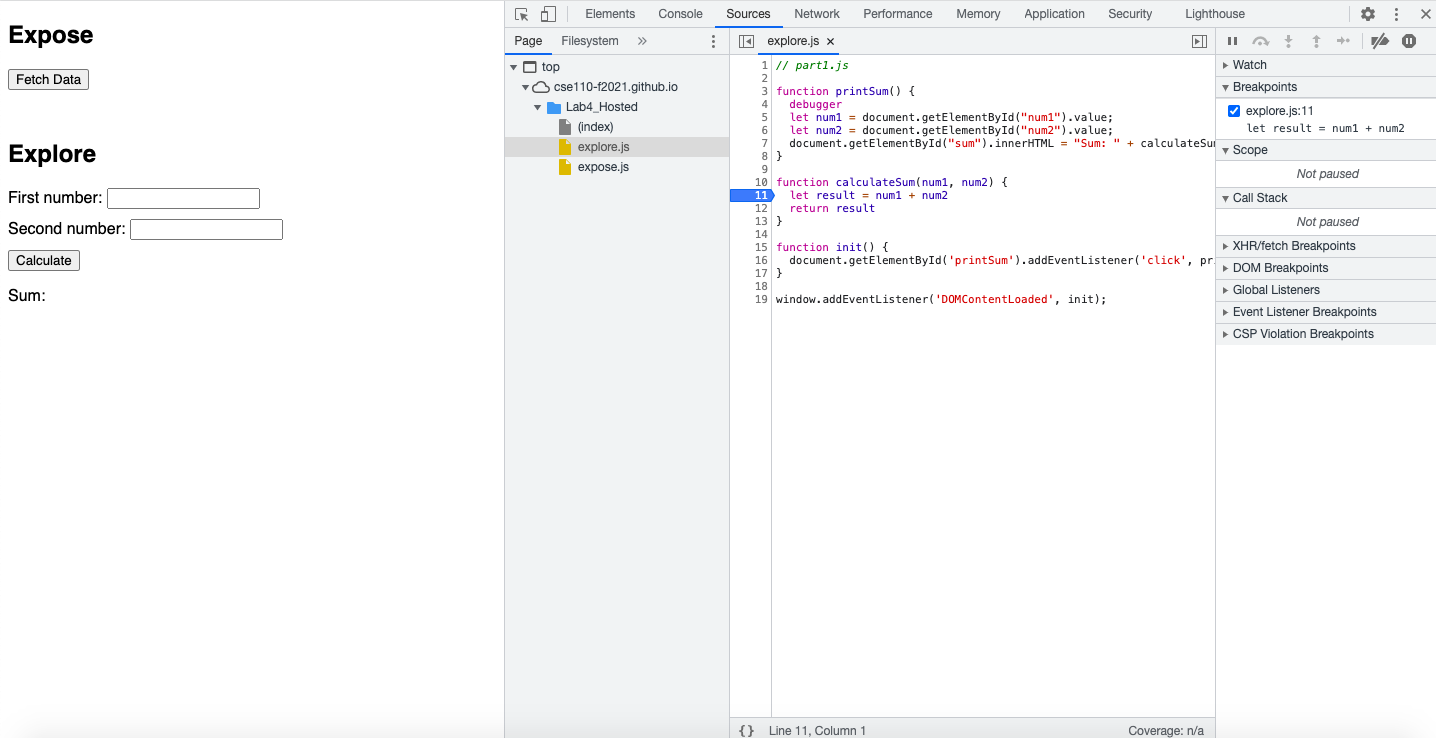 Expose
Fetch Data
Explore
First number:
Second number:
Calculate
Sum:
Elements Console Sources Network Performance Memory Application Security Lighthouse
Page Filesystem »
top
cse110-f2021.github.io
Lab4_Hosted
(index)
explore.js
expose.js
explore.js ×
1 // part1.js
2
3 function printSum() {
4 debugger
5 let num1 = document.getElementById("num1").value;
6 let num2 = document.getElementById("num2").value;
7 document.getElementById("sum").innerHTML = "Sum: " + calculateSum
8 }
9
10 function calculateSum(num1, num2) {
11 let result = num1 + num2
12 return result
13 }
14
15 function init() {
16 document.getElementById('printSum').addEventListener('click', pr
17 }
18
19 window.addEventListener('DOMContentLoaded', init);
{} Line 11, Column 1 Coverage: n/a
Watch
Breakpoints
explore.js:11
let result = num1 + num2
Scope
Not paused
Call Stack
Not paused
XHR/fetch Breakpoints
DOM Breakpoints
Global Listeners
Event Listener Breakpoints
CSP Violation Breakpoints